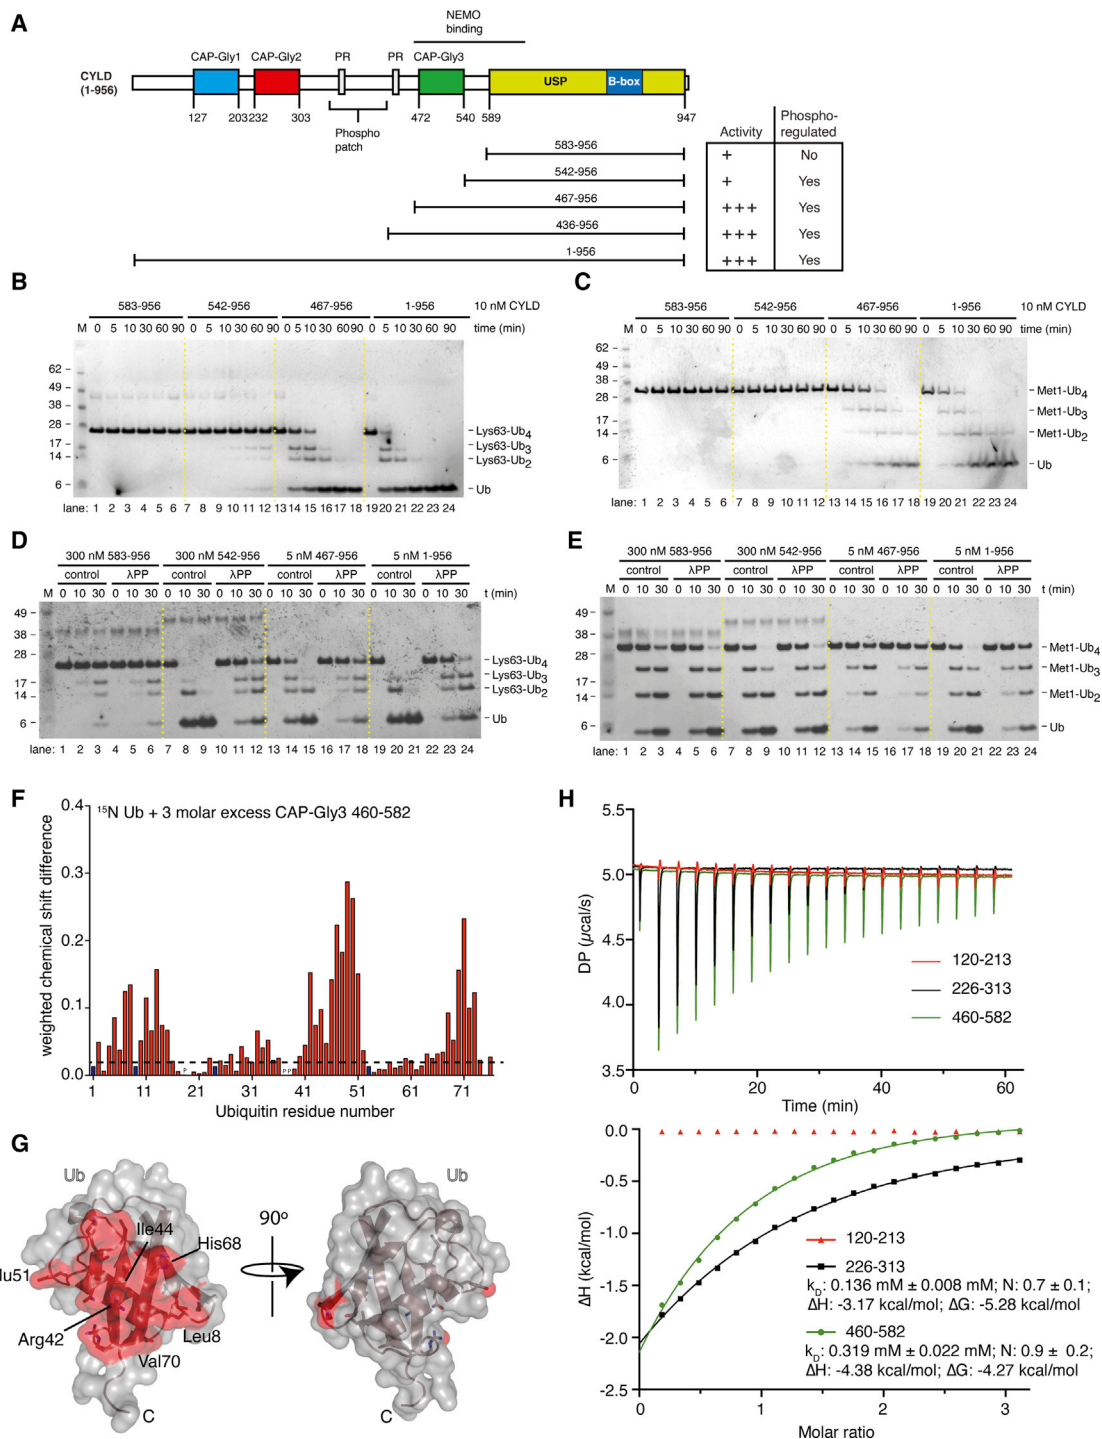 A
NEMO
binding
CAP-Gly1 CAP-Gly2 PR PR CAP-Gly3
CYLD
(1-956)
USP
B-box
127 203 232 303 472 540 589 947
Phospho
patch
Activity
Phospho-
regulated
583-956 + No
542-956 + Yes
467-956 +++ Yes
436-956 +++ Yes
1-956 +++ Yes
B
583-956 542-956 467-956 1-956 10 nM CYLD
M 0 5 10 30 60 90 0 5 10 30 60 90 0 5 10 30 60 90 0 5 10 30 60 90 time (min)
62
49
38
28
17
14
6
Lys63-Ub4
Lys63-Ub3
Lys63-Ub2
Ub
lane: 1 2 3 4 5 6 7 8 9 10 11 12 13 14 15 16 17 18 19 20 21 22 23 24
C
583-956 542-956 467-956 1-956 10 nM CYLD
M 0 5 10 30 60 90 0 5 10 30 60 90 0 5 10 30 60 90 0 5 10 30 60 90 time (min)
62
49
38
28
17
14
6
Met1-Ub4
Met1-Ub3
Met1-Ub2
Ub
lane: 1 2 3 4 5 6 7 8 9 10 11 12 13 14 15 16 17 18 19 20 21 22 23 24
D
300 nM 583-956 300 nM 542-956 5 nM 467-956 5 nM 1-956
control λPP control λPP control λPP control λPP
M 0 10 30 0 10 30 0 10 30 0 10 30 0 10 30 0 10 30 0 10 30 0 10 30 t (min)
49
38
28
17
14
6
Lys63-Ub4
Lys63-Ub3
Lys63-Ub2
Ub
lane: 1 2 3 4 5 6 7 8 9 10 11 12 13 14 15 16 17 18 19 20 21 22 23 24
E
300 nM 583-956 300 nM 542-956 5 nM 467-956 5 nM 1-956
control λPP control λPP control λPP control λPP
M 0 10 30 0 10 30 0 10 30 0 10 30 0 10 30 0 10 30 0 10 30 0 10 30 t (min)
49
38
28
17
14
6
Met1-Ub4
Met1-Ub3
Met1-Ub2
Ub
lane: 1 2 3 4 5 6 7 8 9 10 11 12 13 14 15 16 17 18 19 20 21 22 23 24
F
15N Ub + 3 molar excess CAP-Gly3 460-582
weighted chemical shift difference
0.4
0.3
0.2
0.1
0.0
P P P
1 11 21 31 41 51 61 71
Ubiquitin residue number
G
Ub
Ile44
His68
lu51
Arg42
Leu8
Val70
C
90o
Ub
C
H
5.5
5.0
4.5
4.0
3.5
DP (µcal/s)
120-213
226-313
460-582
0 20 40 60
Time (min)
0.0
-0.5
-1.0
-1.5
-2.0
-2.5
ΔH (kcal/mol)
120-213
226-313
kD: 0.136 mM ± 0.008 mM; N: 0.7 ± 0.1;
ΔH: -3.17 kcal/mol; ΔG: -5.28 kcal/mol
460-582
kD: 0.319 mM ± 0.022 mM; N: 0.9 ± 0.2;
ΔH: -4.38 kcal/mol; ΔG: -4.27 kcal/mol
0 1 2 3
Molar ratio